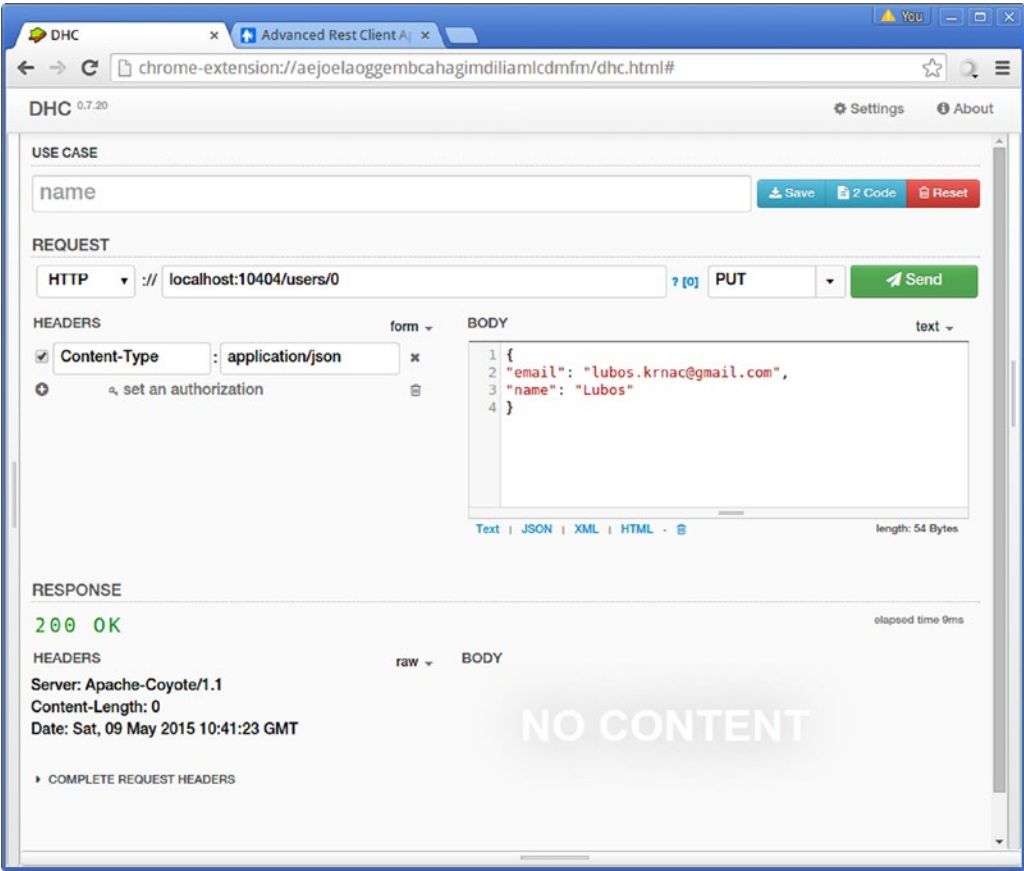 You
DHC
Advanced Rest Client A
chrome-extension://aejoelaoggembcahagimdiliamlcdmfm/dhc.html#
DHC 0.7.20 Settings About
USE CASE
name Save 2 Code Reset
REQUEST
HTTP :// localhost:10404/users/0 ? [0] PUT Send
HEADERS form BODY text
Content-Type : application/json
set an authorization
1 {
2 "email": "lubos.krnac@gmail.com",
3 "name": "Lubos"
4 }
Text | JSON | XML | HTML - length: 54 Bytes
RESPONSE
200 OK elapsed time 9ms
HEADERS raw BODY
Server: Apache-Coyote/1.1
Content-Length: 0
Date: Sat, 09 May 2015 10:41:23 GMT
NO CONTENT
COMPLETE REQUEST HEADERS